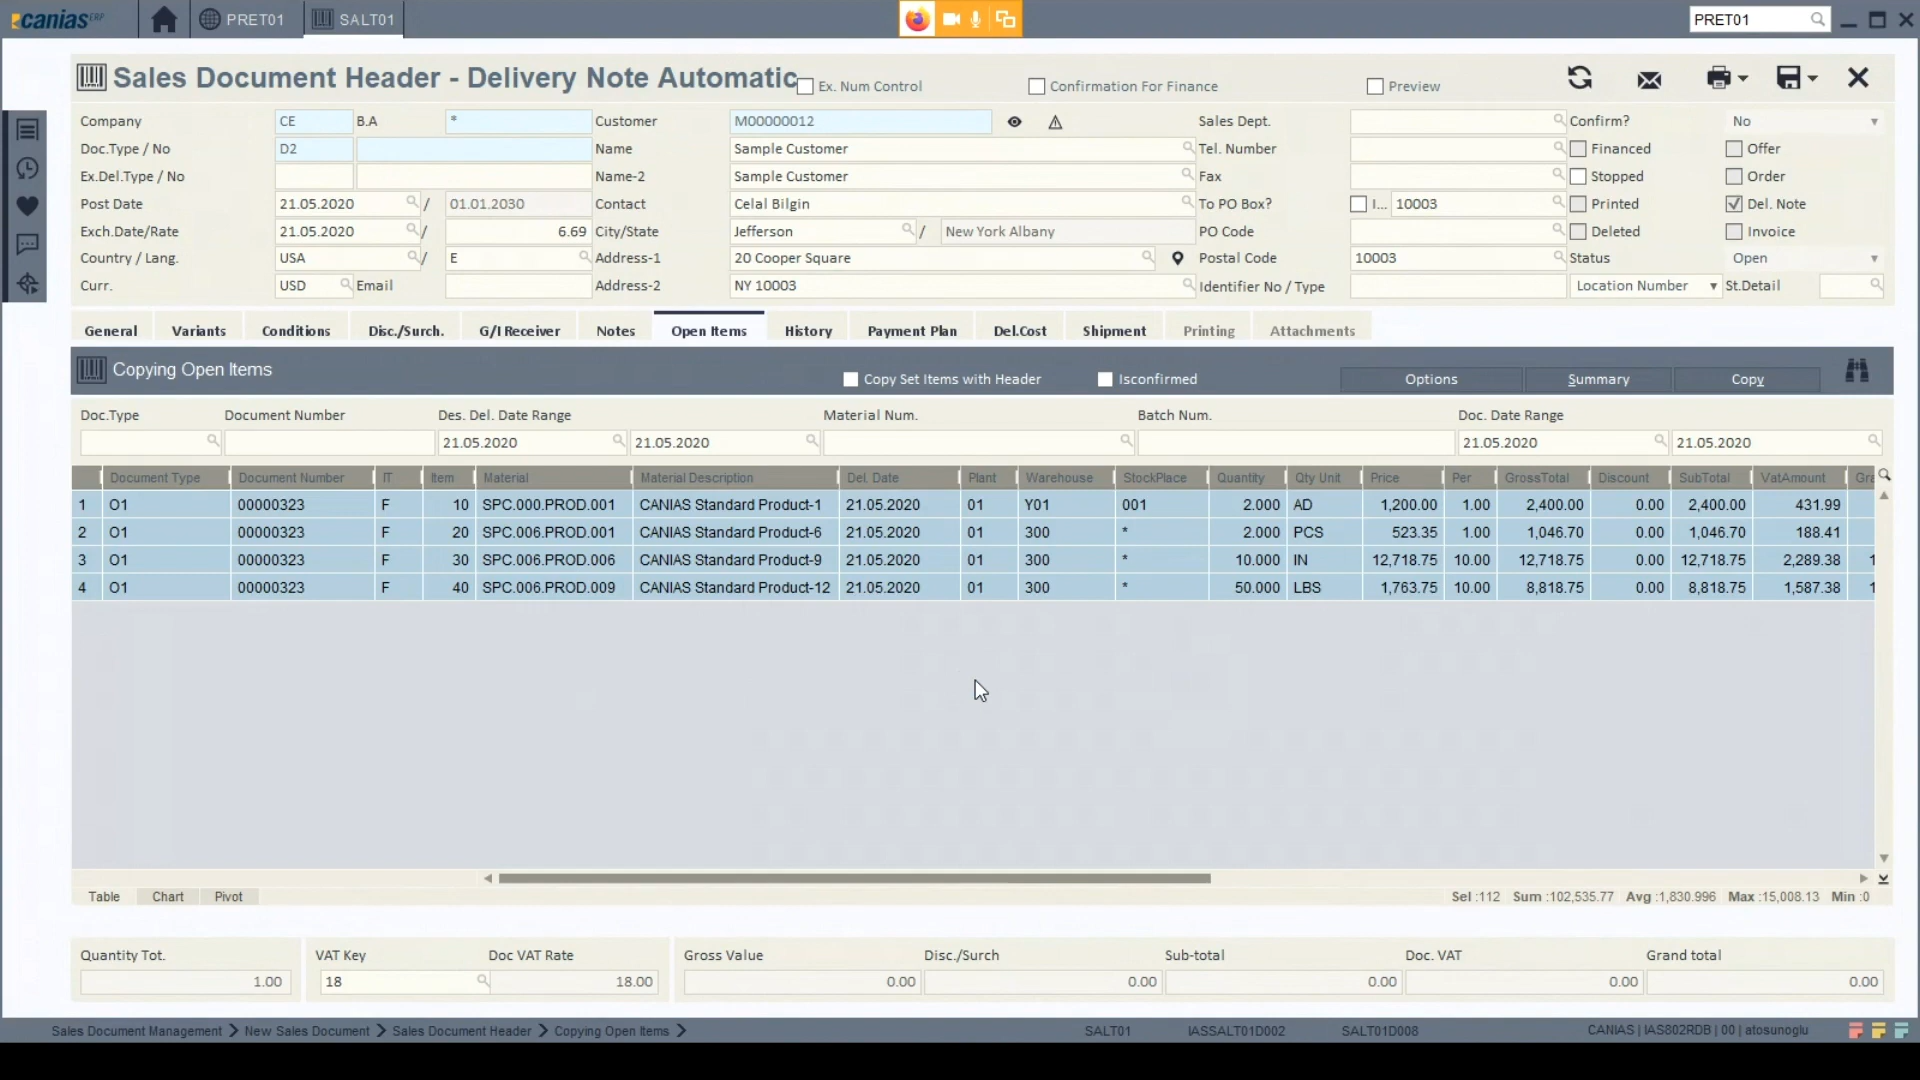 canias ERP PRET01 SALT01 PRET01
Sales Document Header - Delivery Note Automatic Ex. Num Control Confirmation For Finance Preview
Company CE B.A * Customer M00000012 Sales Dept. Confirm? No
Doc.Type / No D2 Name Sample Customer Tel. Number Financed Offer
Ex.Del.Type / No Name-2 Sample Customer Fax Stopped Order
Post Date 21.05.2020 / 01.01.2030 Contact Celal Bilgin To PO Box? I... 10003 Printed Del. Note
Exch.Date/Rate 21.05.2020 / 6.69 City/State Jefferson / New York Albany PO Code Deleted Invoice
Country / Lang. USA / E Address-1 20 Cooper Square Postal Code 10003 Status Open
Curr. USD Email Address-2 NY 10003 Identifier No / Type Location Number St.Detail
General Variants Conditions Disc./Surch. G/I Receiver Notes Open Items History Payment Plan Del.Cost Shipment Printing Attachments
Copying Open Items Copy Set Items with Header Isconfirmed Options Summary Copy
Doc.Type Document Number Des. Del. Date Range Material Num. Batch Num. Doc. Date Range
21.05.2020 21.05.2020 21.05.2020 21.05.2020
Document Type Document Number IT Item Material Material Description Del. Date Plant Warehouse StockPlace Quantity Qty Unit Price Per GrossTotal Discount SubTotal VatAmount Gra
1 O1 00000323 F 10 SPC.000.PROD.001 CANIAS Standard Product-1 21.05.2020 01 Y01 001 2.000 AD 1,200.00 1.00 2,400.00 0.00 2,400.00 431.99
2 O1 00000323 F 20 SPC.006.PROD.001 CANIAS Standard Product-6 21.05.2020 01 300 * 2.000 PCS 523.35 1.00 1,046.70 0.00 1,046.70 188.41
3 O1 00000323 F 30 SPC.006.PROD.006 CANIAS Standard Product-9 21.05.2020 01 300 * 10.000 IN 12,718.75 10.00 12,718.75 0.00 12,718.75 2,289.38 1
4 O1 00000323 F 40 SPC.006.PROD.009 CANIAS Standard Product-12 21.05.2020 01 300 * 50.000 LBS 1,763.75 10.00 8,818.75 0.00 8,818.75 1,587.38 1
Table Chart Pivot Sel :112 Sum :102,535.77 Avg :1,830.996 Max :15,008.13 Min :0
Quantity Tot. VAT Key Doc VAT Rate Gross Value Disc./Surch Sub-total Doc. VAT Grand total
1.00 18 18.00 0.00 0.00 0.00 0.00 0.00
Sales Document Management New Sales Document Sales Document Header Copying Open Items SALT01 IASSALT01D002 SALT01D008 CANIAS | IAS802RDB | 00 | atosunoglu